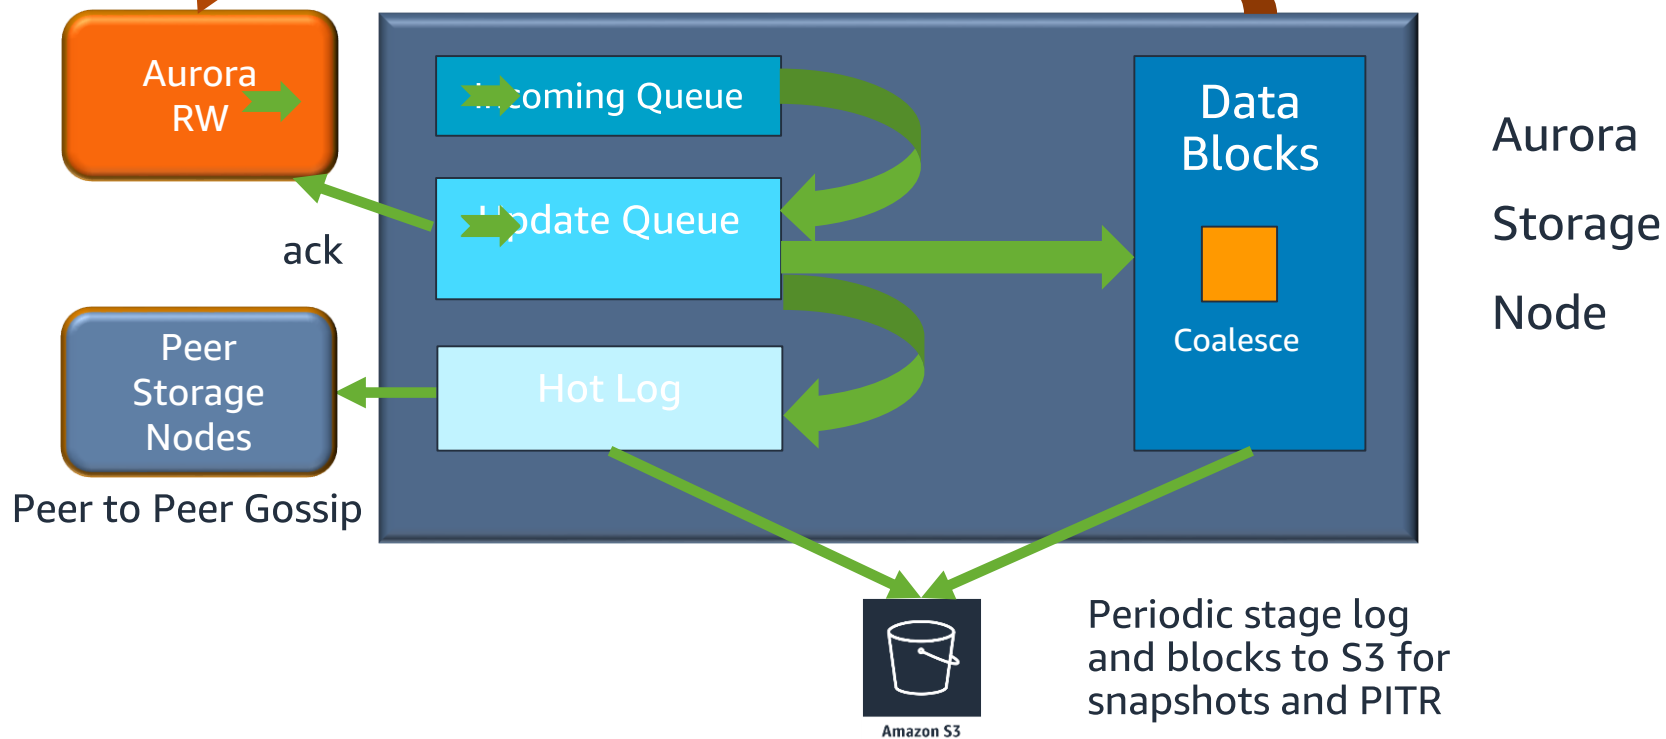 Aurora
RW
Incoming Queue
Update Queue
Hot Log
Data
Blocks
Coalesce
Aurora
Storage
Node
ack
Peer
Storage
Nodes
Peer to Peer Gossip
Amazon S3
Periodic stage log
and blocks to S3 for
snapshots and PITR